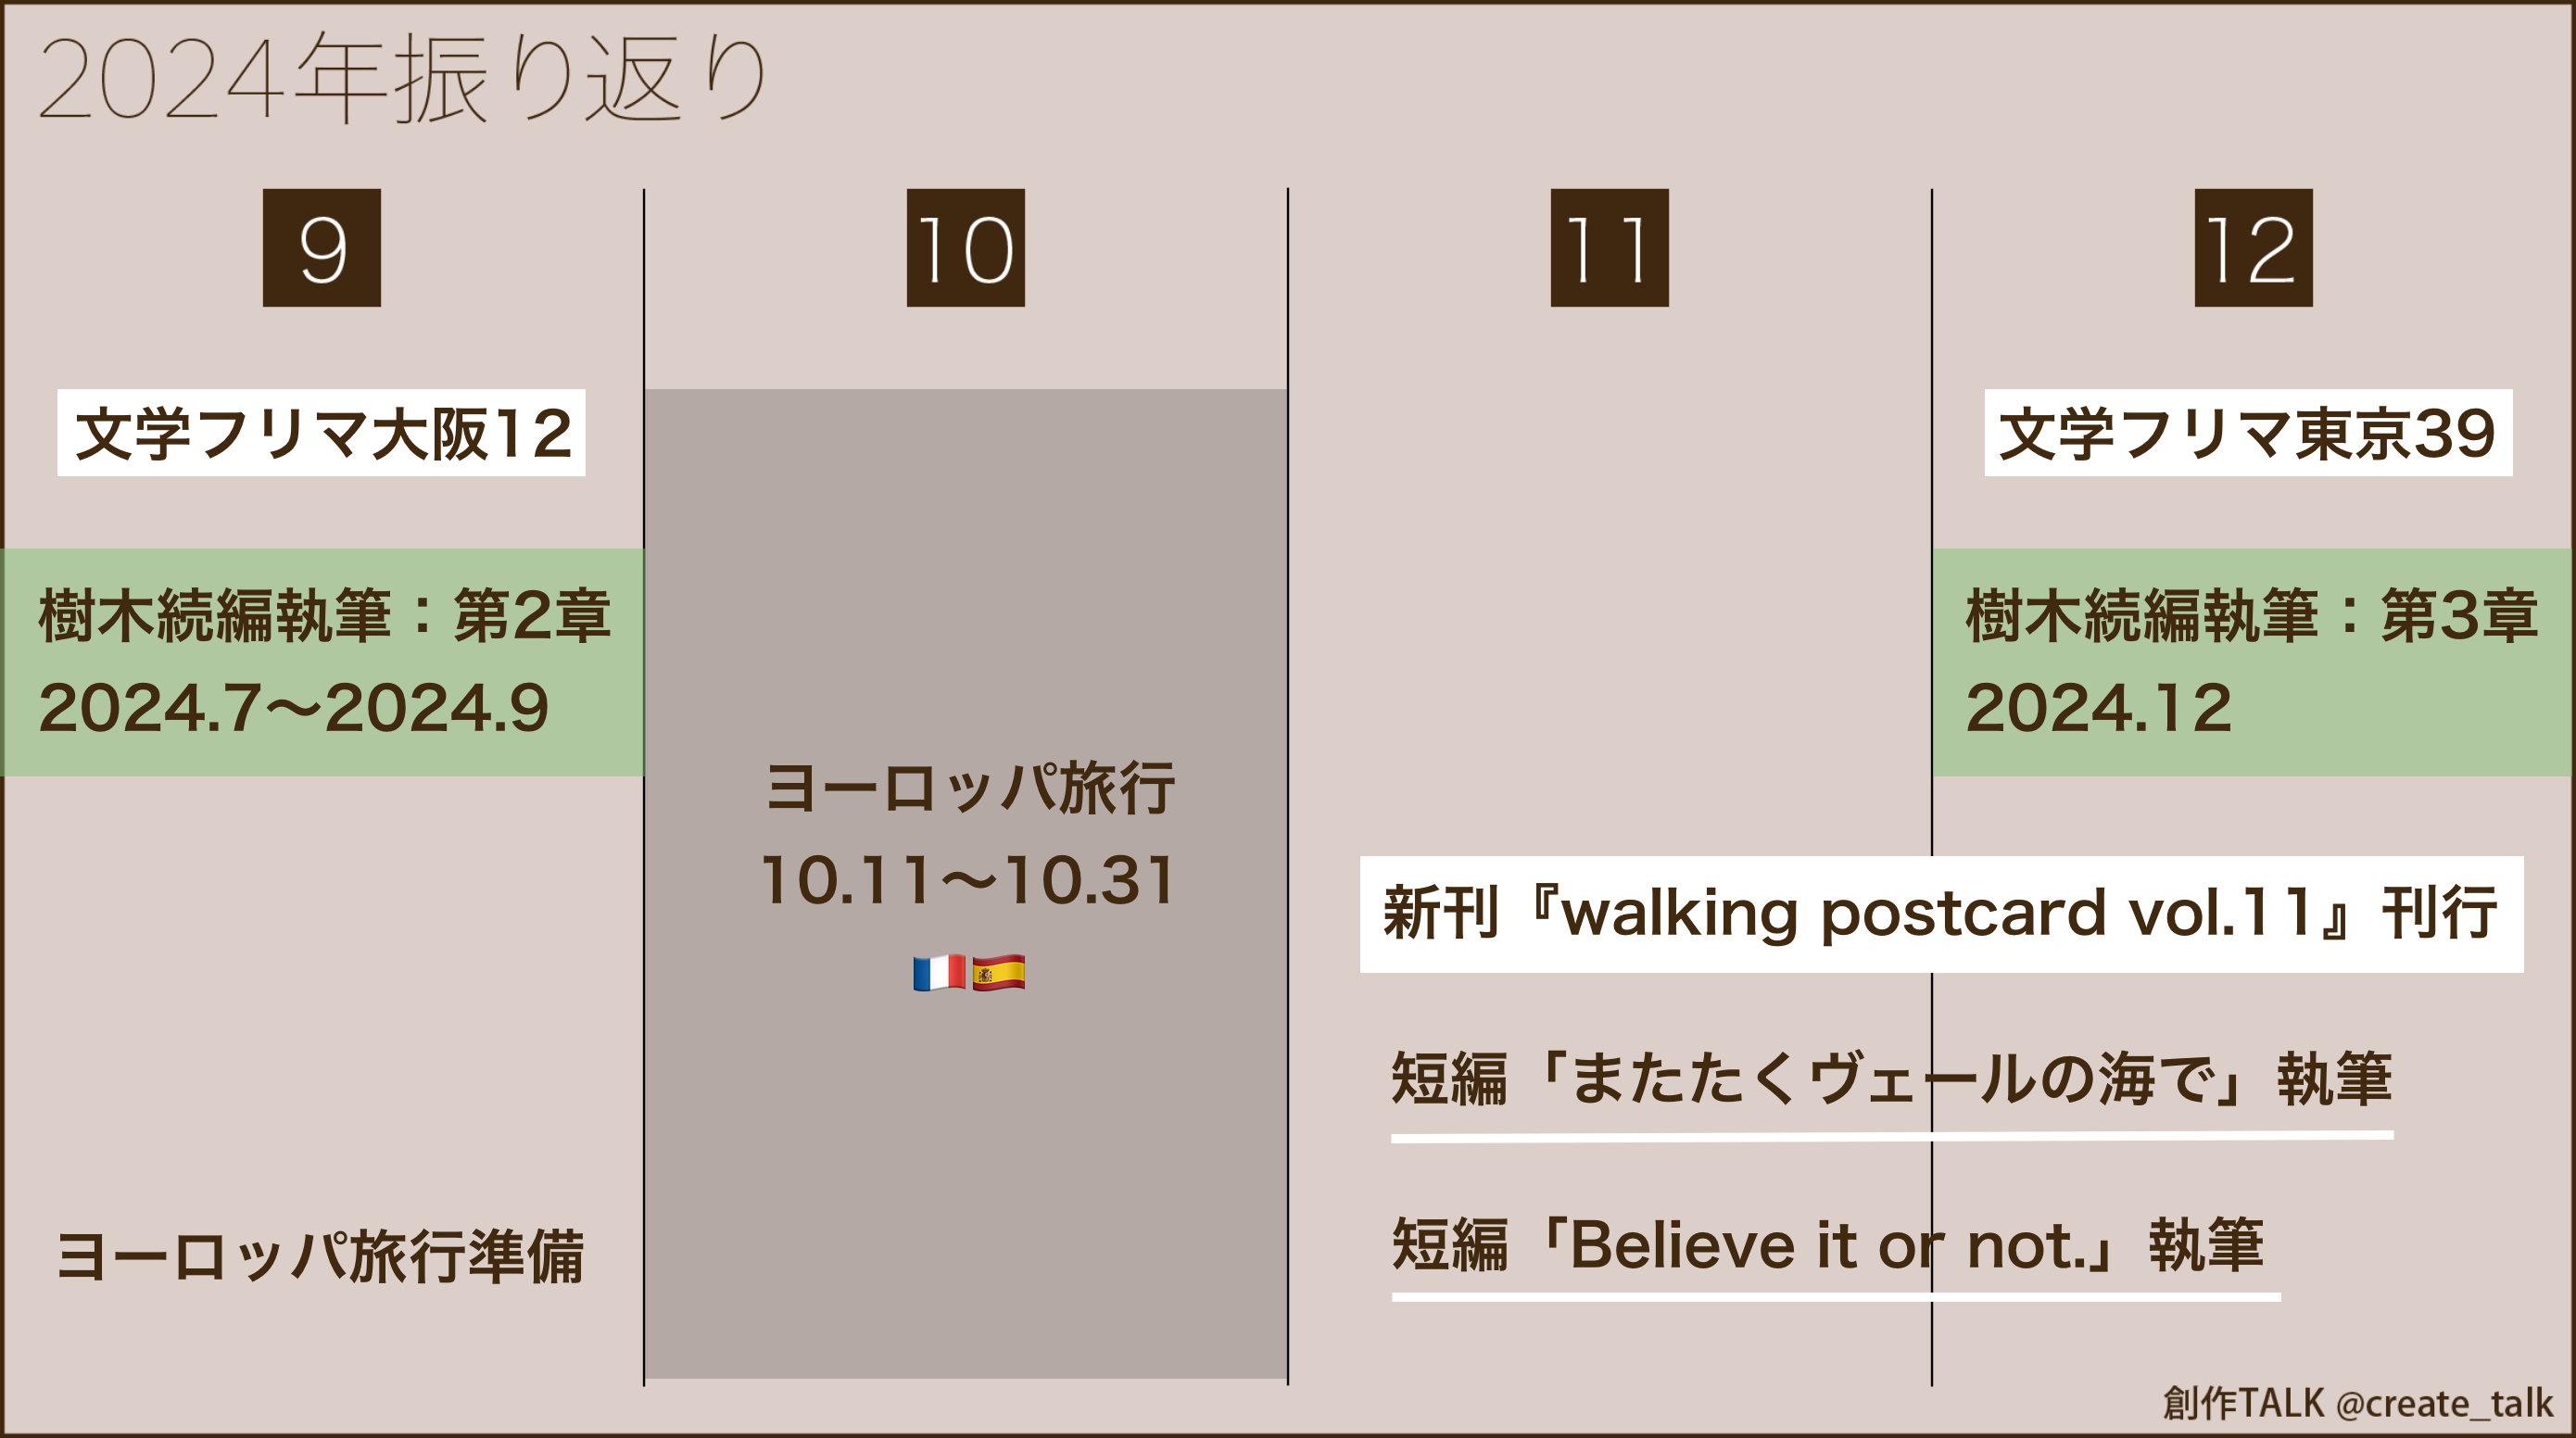 2024年振り返り
9
10
11
12
文学フリマ大阪12
文学フリマ東京39
樹木続編執筆：第2章
2024.7〜2024.9
樹木続編執筆：第3章
2024.12
ヨーロッパ旅行
10.11〜10.31
新刊『walking postcard vol.11』刊行
短編「またたくヴェールの海で」執筆
短編「Believe it or not.」執筆
ヨーロッパ旅行準備
創作TALK @create_talk